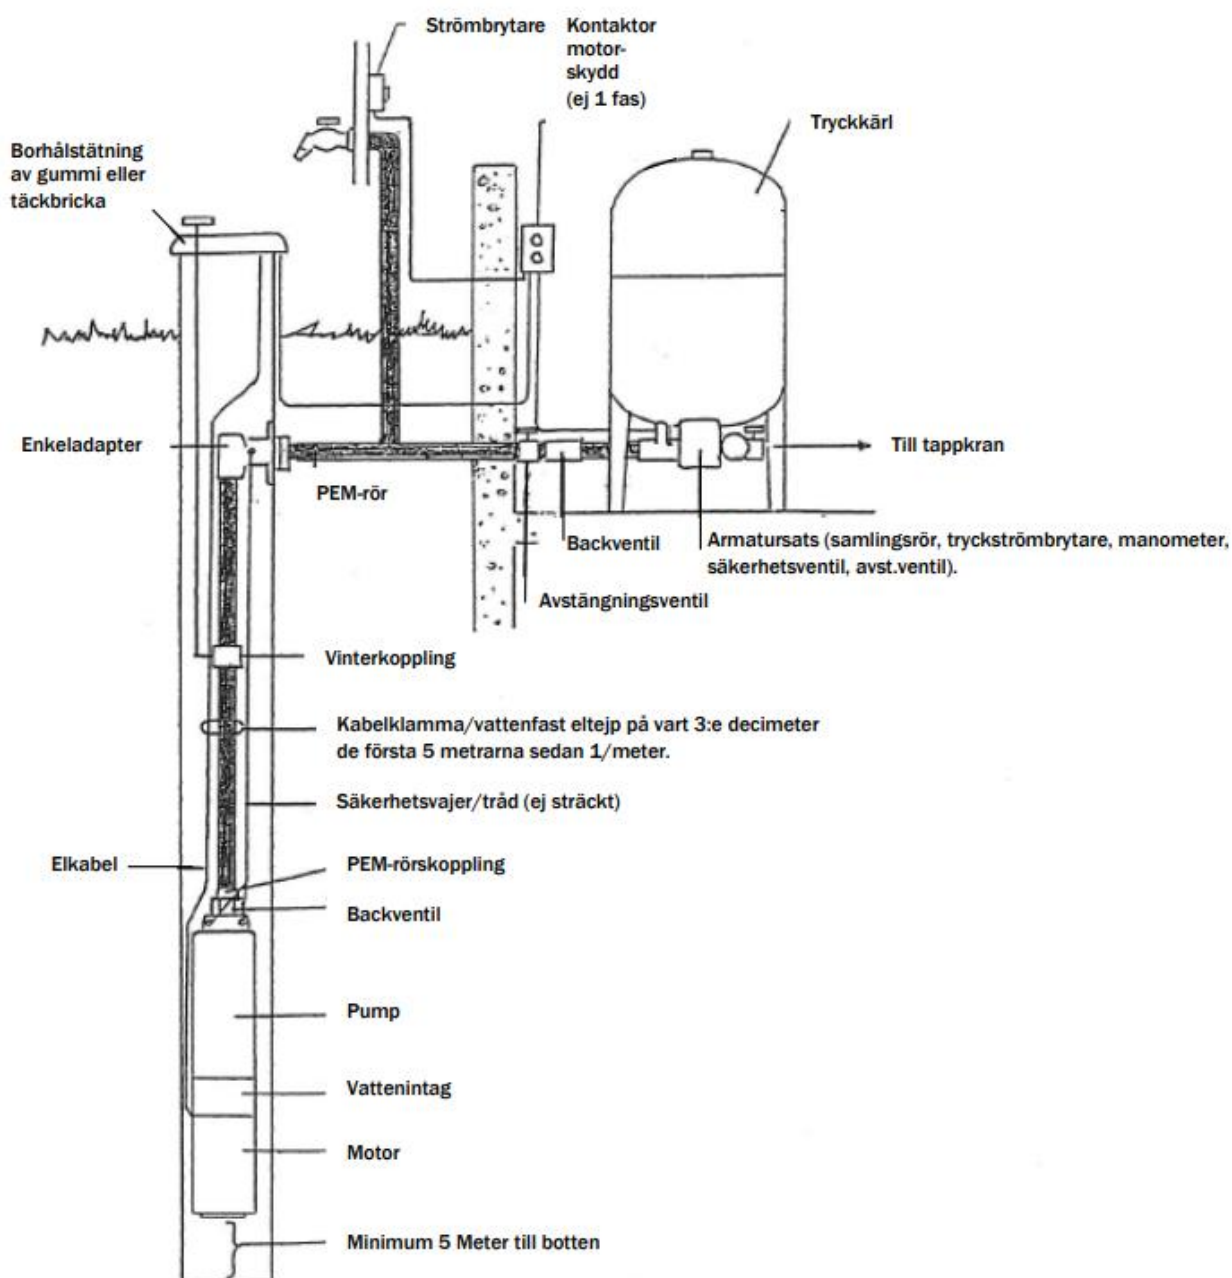 Strömbrytare
Kontaktor
motor-
skydd
(ej 1 fas)
Tryckkärl
Borhålstätning
av gummi eller
täckbricka
Enkeladapter
Till tappkran
PEM-rör
Backventil
Armatursats (samlingsrör, tryckströmbrytare, manometer,
säkerhetsventil, avst.ventil).
Avstängningsventil
Vinterkoppling
Kabelklamma/vattenfast eltejp på vart 3:e decimeter
de första 5 metrarna sedan 1/meter.
Säkerhetsvajer/tråd (ej sträckt)
Elkabel
PEM-rörskoppling
Backventil
Pump
Vattenintag
Motor
Minimum 5 Meter till botten